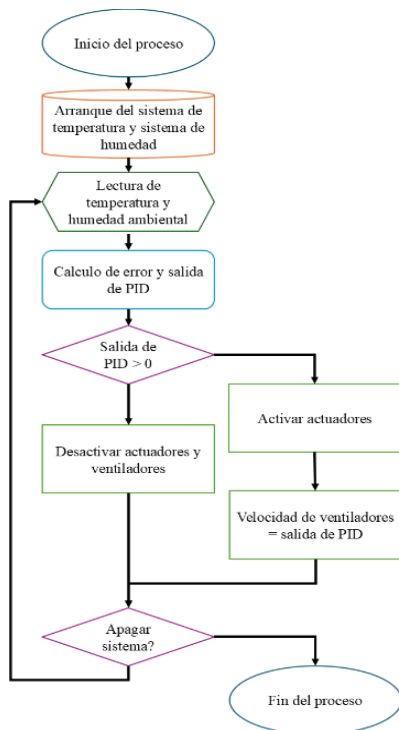 Inicio del proceso
Arranque del sistema de
temperatura y sistema de
humedad
Lectura de
temperatura y
humedad ambiental
Calculo de error y salida
de PID
Salida de
PID > 0
Activar actuadores
Desactivar actuadores y
ventiladores
Velocidad de ventiladores
= salida de PID
Apagar
sistema?
Fin del proceso